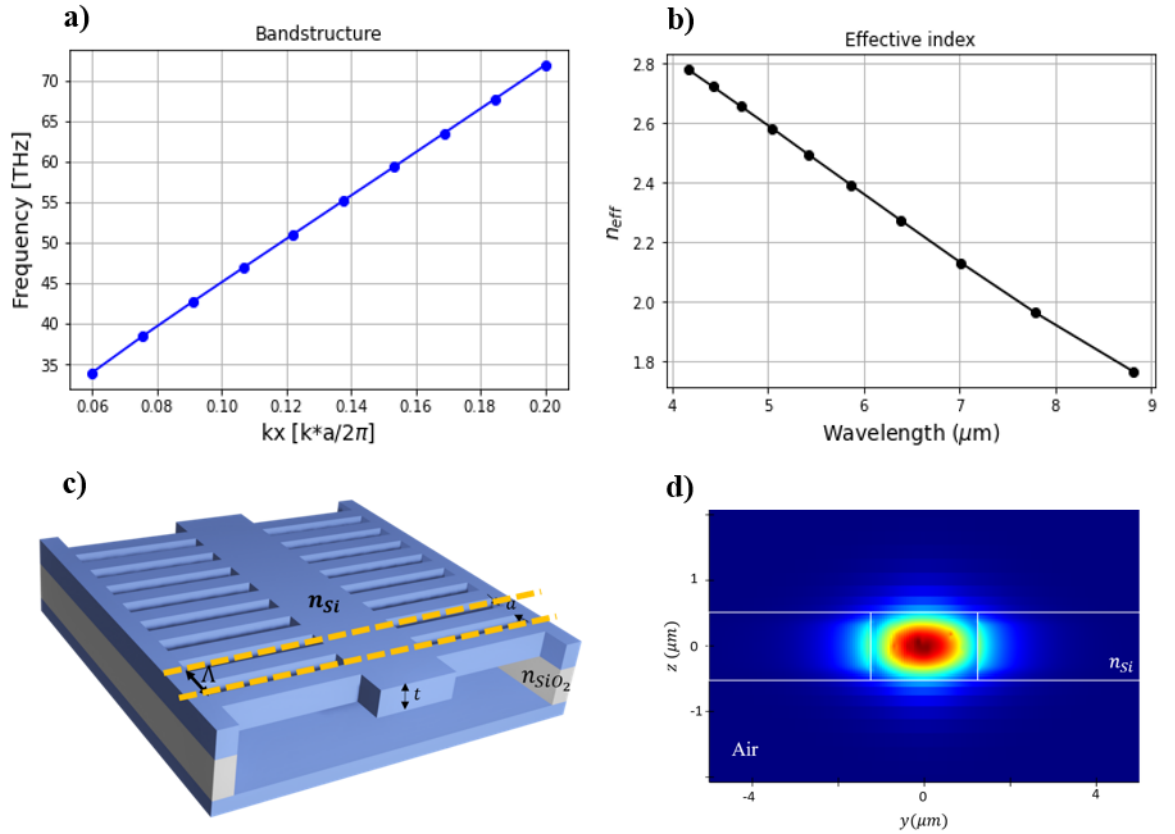 a)
Bandstructure
Frequency [THz]
70
65
60
55
50
45
40
35
0.06 0.08 0.10 0.12 0.14 0.16 0.18 0.20
kx [k*a/2π]
b)
Effective index
n_eff
2.8
2.6
2.4
2.2
2.0
1.8
4 5 6 7 8 9
Wavelength (μm)
c)
n_Si
a
Λ
t
n_SiO₂
d)
z (μm)
1
0
-1
n_Si
Air
-4 0 4
y(μm)